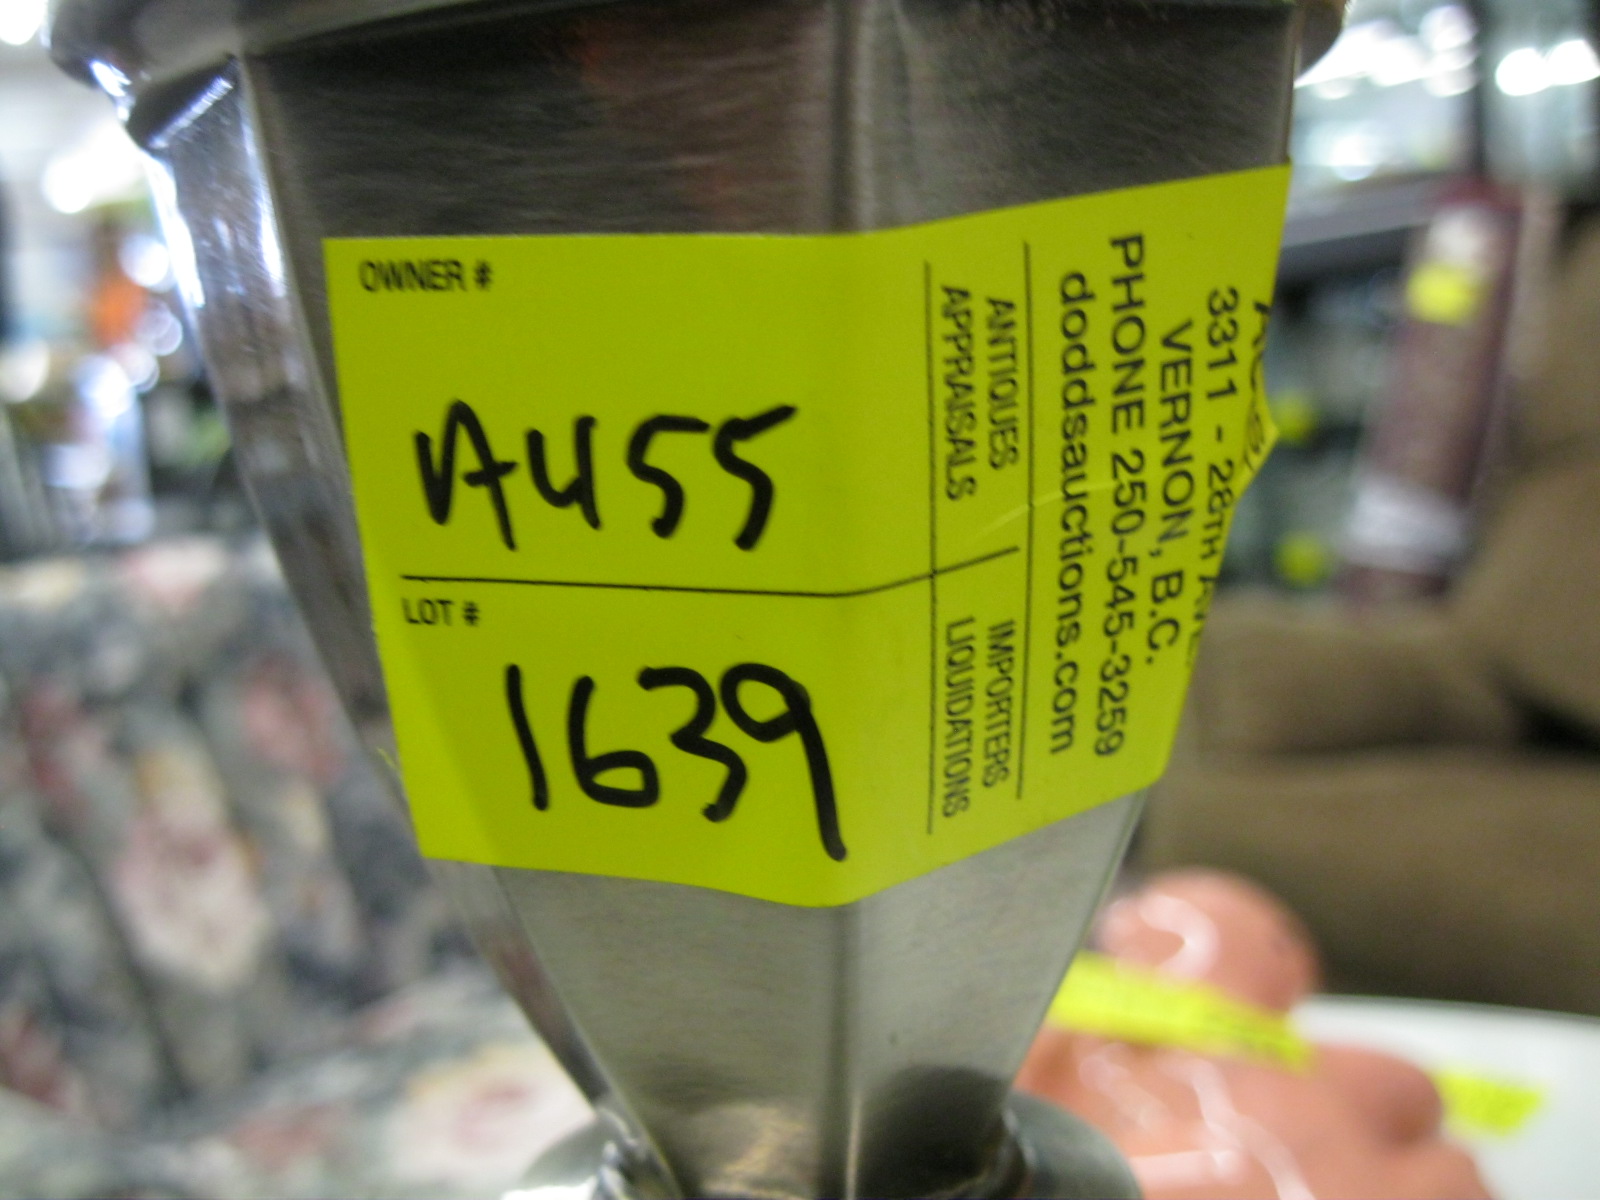 OWNER #
A455
LOT #
1639
3311 - 28TH
VERNON, B.C.
PHONE 250-545-3259
doddsauctions.com
ANTIQUES IMPORTERS
APPRAISALS LIQUIDATIONS